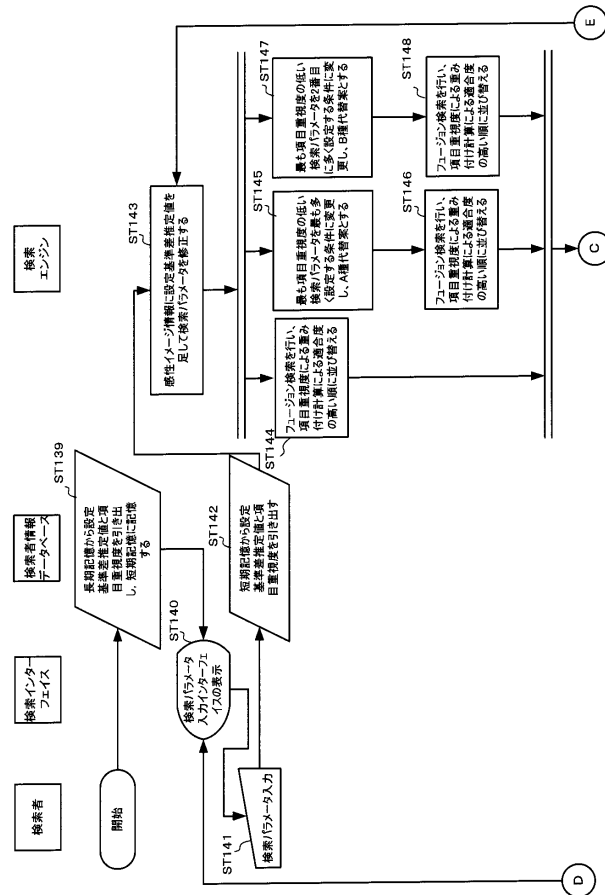 検索者
検索インター
フェイス
検索者情報
データベース
検索
エンジン
開始
ST139
長期記憶から設定
基準差推定値と項
目重視度を引き出
し、短期記憶に記憶
する
ST140
検索パラメータ
入力インターフェ
イスの表示
ST141
検索パラメータ入力
ST142
短期記憶から設定
基準差推定値と項
目重視度を引き出す
ST143
感性イメージ情報に設定基準差推定値を
足して検索パラメータを修正する
ST144
フュージョン検索を行い、
項目重視度による重み
付け計算による適合度
の高い順に並び替える
ST145
最も項目重視度の低い
検索パラメータを最も多
く設定する条件に変更
し、A種代替案とする
ST146
フュージョン検索を行い、
項目重視度による重み
付け計算による適合度
の高い順に並び替える
ST147
最も項目重視度の低い
検索パラメータを2番目
に多く設定する条件に変
更し、B種代替案とする
ST148
フュージョン検索を行い、
項目重視度による重み
付け計算による適合度
の高い順に並び替える
D
C
E